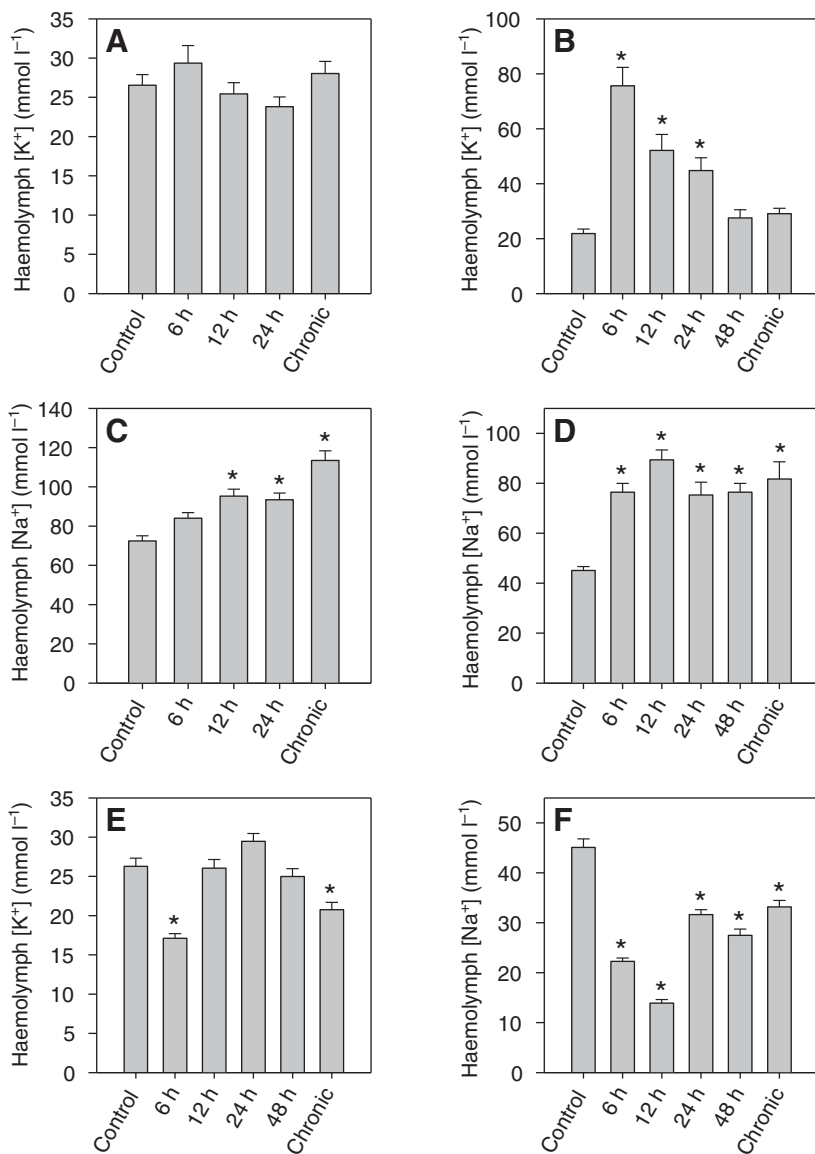 A
Haemolymph [K⁺] (mmol l⁻¹)
35
30
25
20
15
10
5
0
Control
6 h
12 h
24 h
Chronic
B
Haemolymph [K⁺] (mmol l⁻¹)
100
80
60
40
20
0
*
*
*
Control
6 h
12 h
24 h
48 h
Chronic
C
Haemolymph [Na⁺] (mmol l⁻¹)
140
120
100
80
60
40
20
0
*
*
*
Control
6 h
12 h
24 h
Chronic
D
Haemolymph [Na⁺] (mmol l⁻¹)
100
80
60
40
20
0
*
*
*
*
*
Control
6 h
12 h
24 h
48 h
Chronic
E
Haemolymph [K⁺] (mmol l⁻¹)
35
30
25
20
15
10
5
0
*
*
Control
6 h
12 h
24 h
48 h
Chronic
F
Haemolymph [Na⁺] (mmol l⁻¹)
50
40
30
20
10
0
*
*
*
*
*
Control
6 h
12 h
24 h
48 h
Chronic